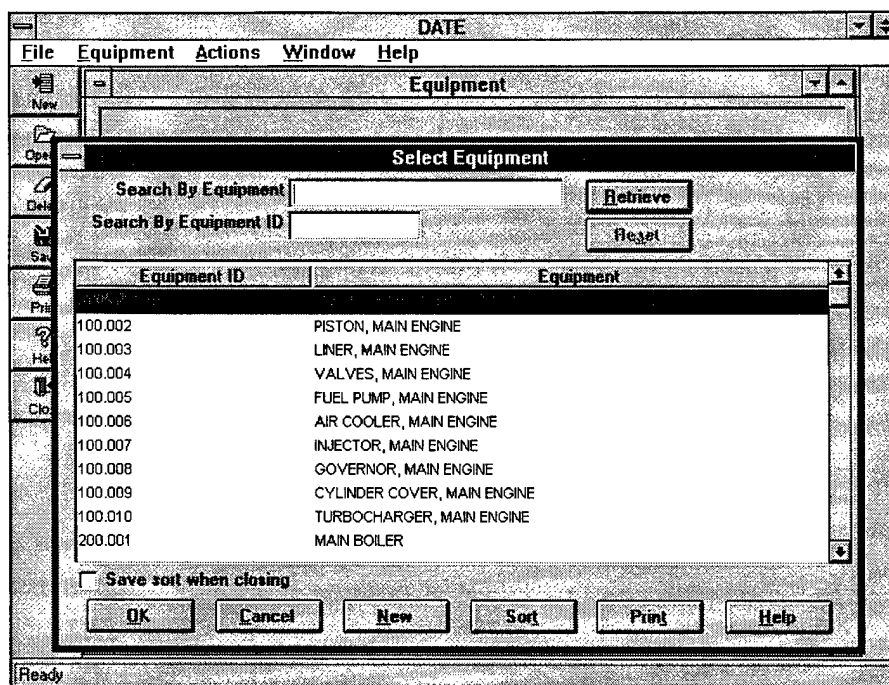 DATE
File Equipment Actions Window Help
New
Equipment
Select Equipment
Search By Equipment
Retrieve
Search By Equipment ID
Reset
Equipment ID Equipment
100.002 PISTON, MAIN ENGINE
100.003 LINER, MAIN ENGINE
100.004 VALVES, MAIN ENGINE
100.005 FUEL PUMP, MAIN ENGINE
100.006 AIR COOLER, MAIN ENGINE
100.007 INJECTOR, MAIN ENGINE
100.008 GOVERNOR, MAIN ENGINE
100.009 CYLINDER COVER, MAIN ENGINE
100.010 TURBOCHARGER, MAIN ENGINE
200.001 MAIN BOILER
Save sort when closing
OK Cancel New Sort Print Help
Ready